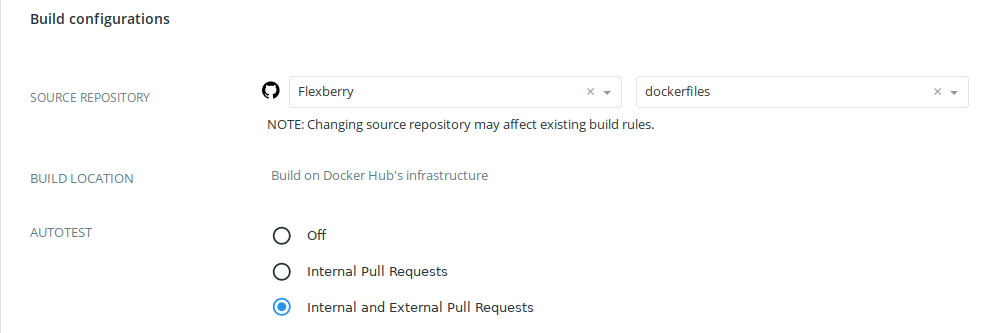 Build configurations
SOURCE REPOSITORY
Flexberry × dockerfiles ×
NOTE: Changing source repository may affect existing build rules.
BUILD LOCATION
Build on Docker Hub's infrastructure
AUTOTEST
Off
Internal Pull Requests
Internal and External Pull Requests